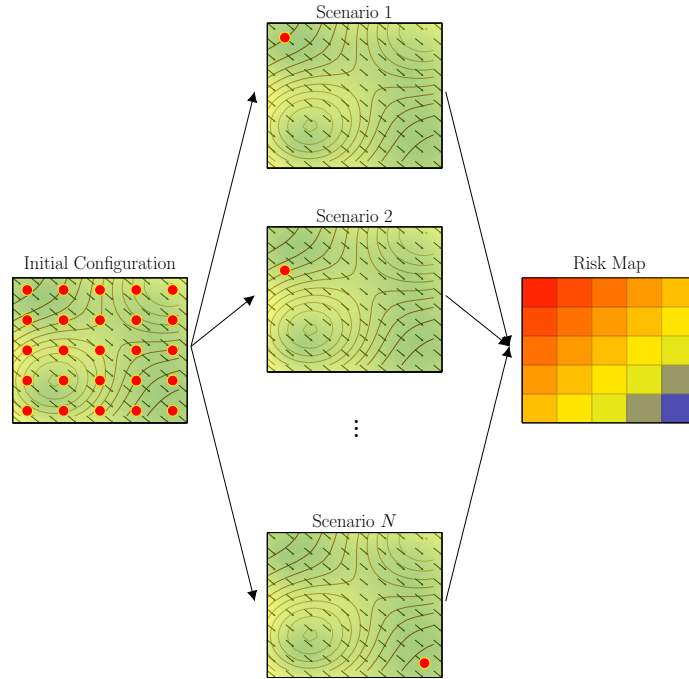 Scenario 1
Scenario 2
Initial Configuration
Risk Map
⋮
Scenario N